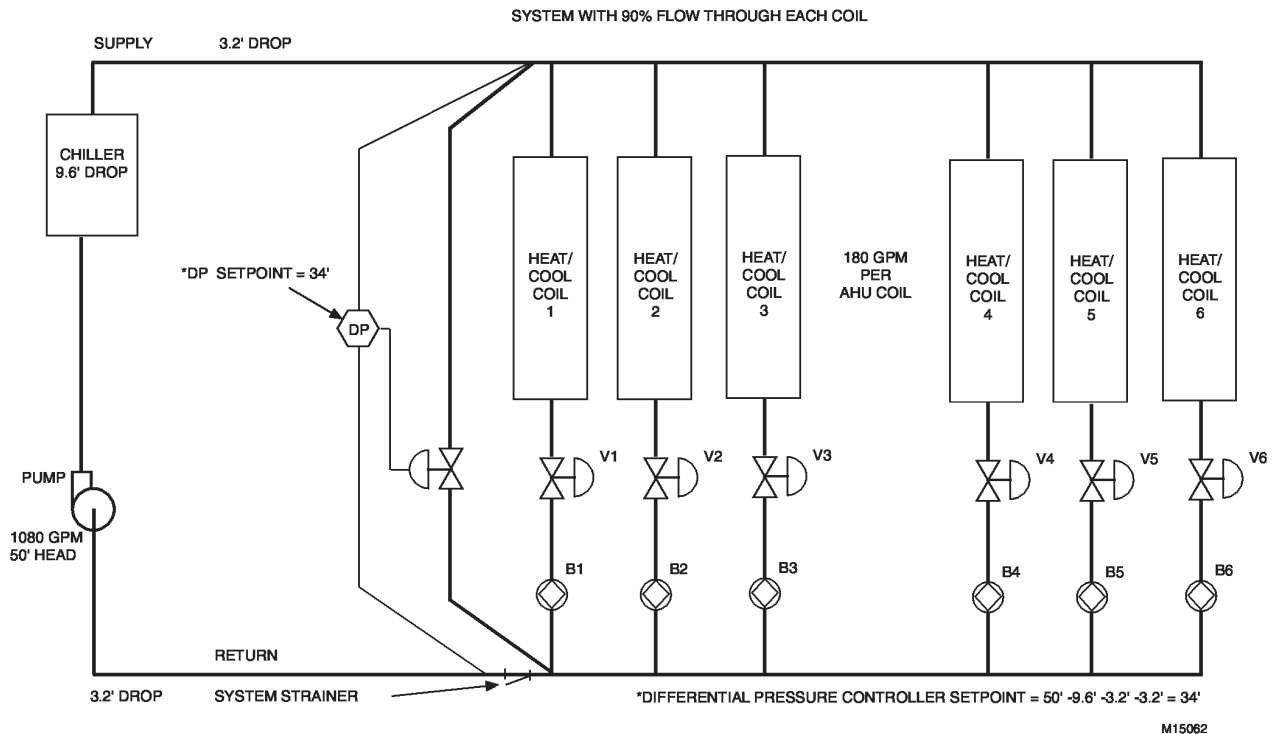 SYSTEM WITH 90% FLOW THROUGH EACH COIL
SUPPLY
3.2' DROP
CHILLER
9.6' DROP
*DP SETPOINT = 34'
DP
HEAT/
COOL
COIL
1
HEAT/
COOL
COIL
2
HEAT/
COOL
COIL
3
180 GPM
PER
AHU COIL
HEAT/
COOL
COIL
4
HEAT/
COOL
COIL
5
HEAT/
COOL
COIL
6
V1
V2
V3
V4
V5
V6
PUMP
1080 GPM
50' HEAD
B1
B2
B3
B4
B5
B6
RETURN
3.2' DROP
SYSTEM STRAINER
*DIFFERENTIAL PRESSURE CONTROLLER SETPOINT = 50' -9.6' -3.2' -3.2' = 34'
M15062